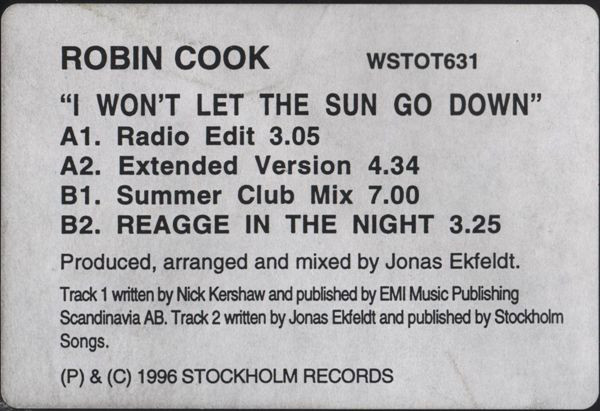 ROBIN COOK WSTOT631
"I WON'T LET THE SUN GO DOWN"
A1. Radio Edit 3.05
A2. Extended Version 4.34
B1. Summer Club Mix 7.00
B2. REAGGE IN THE NIGHT 3.25
Produced, arranged and mixed by Jonas Ekfeldt.
Track 1 written by Nick Kershaw and published by EMI Music Publishing
Scandinavia AB. Track 2 written by Jonas Ekfeldt and published by Stockholm
Songs.
(P) & (C) 1996 STOCKHOLM RECORDS